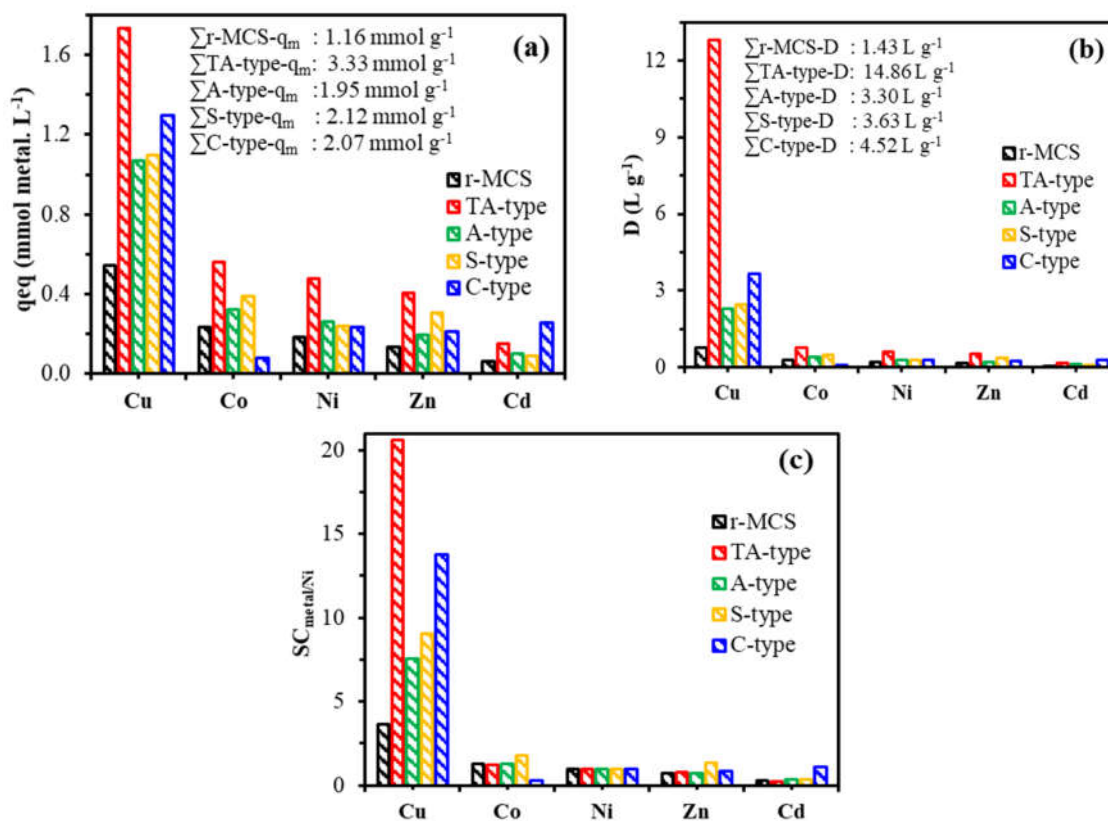 (a)
∑r-MCS-qₘ : 1.16 mmol g⁻¹
∑TA-type-qₘ: 3.33 mmol g⁻¹
∑A-type-qₘ :1.95 mmol g⁻¹
∑S-type-qₘ : 2.12 mmol g⁻¹
∑C-type-qₘ : 2.07 mmol g⁻¹
r-MCS
TA-type
A-type
S-type
C-type
qeq (mmol metal. L⁻¹)
1.6
1.2
0.8
0.4
0.0
Cu Co Ni Zn Cd
(b)
∑r-MCS-D : 1.43 L g⁻¹
∑TA-type-D: 14.86 L g⁻¹
∑A-type-D : 3.30 L g⁻¹
∑S-type-D : 3.63 L g⁻¹
∑C-type-D : 4.52 L g⁻¹
r-MCS
TA-type
A-type
S-type
C-type
D (L g⁻¹)
12
9
6
3
0
Cu Co Ni Zn Cd
(c)
r-MCS
TA-type
A-type
S-type
C-type
SCmetal/Ni
20
15
10
5
0
Cu Co Ni Zn Cd